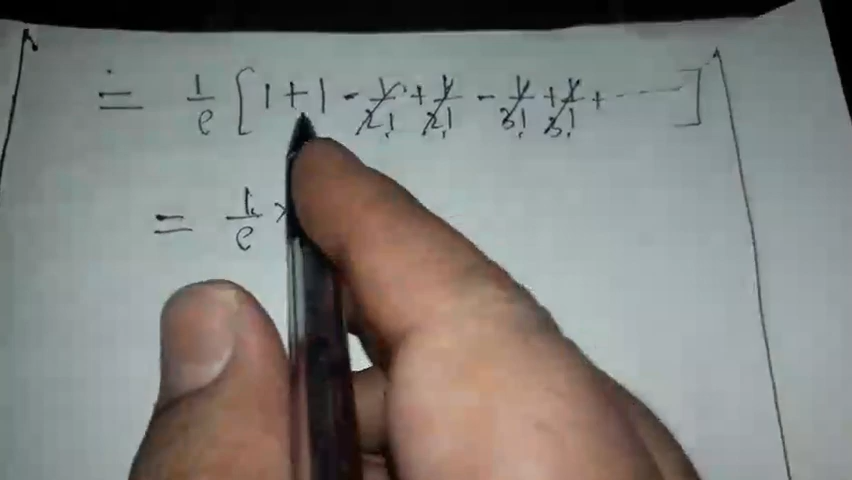 = 1/e [1 + 1 - 1/2! + 1/2! - 1/3! + 1/3! + ------]
= 1/e ×